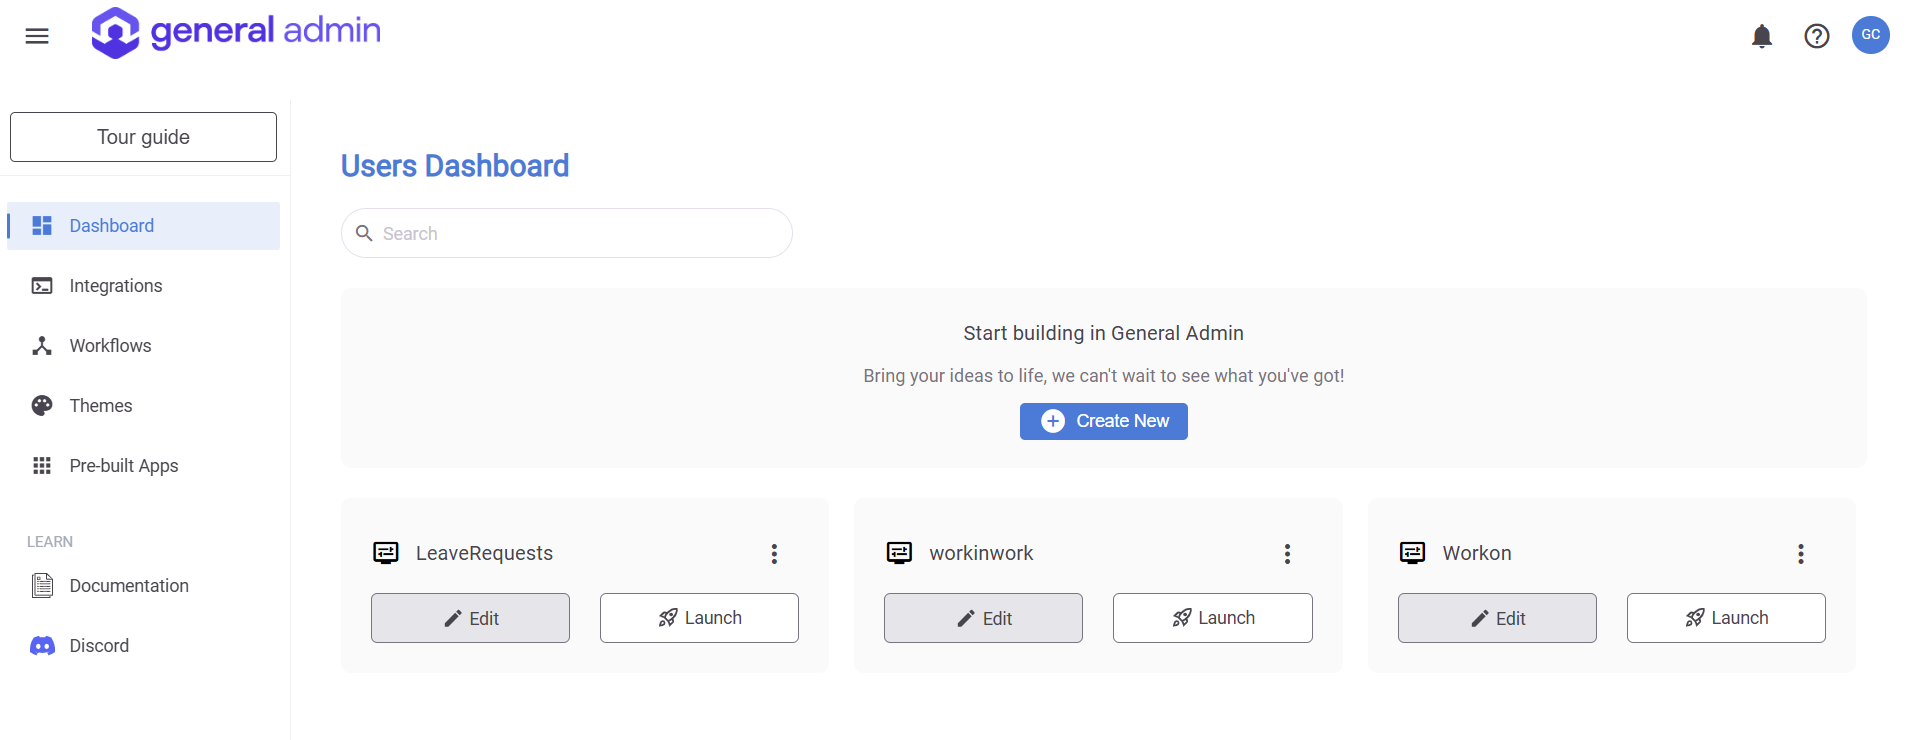 general admin
GC
Tour guide
Dashboard
Integrations
Workflows
Themes
Pre-built Apps
LEARN
Documentation
Discord
Users Dashboard
Search
Start building in General Admin
Bring your ideas to life, we can't wait to see what you've got!
Create New
LeaveRequests
Edit
Launch
workinwork
Edit
Launch
Workon
Edit
Launch